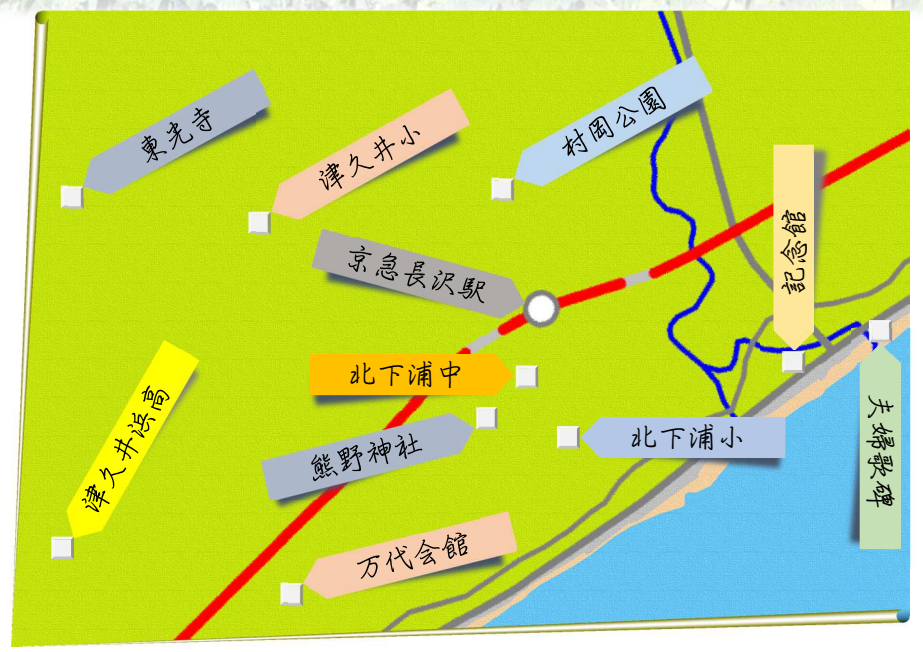 東光寺
津久井小
村岡公園
京急長沢駅
記念館
北下浦中
津久井浜高
熊野神社
北下浦小
夫婦歌碑
万代会館